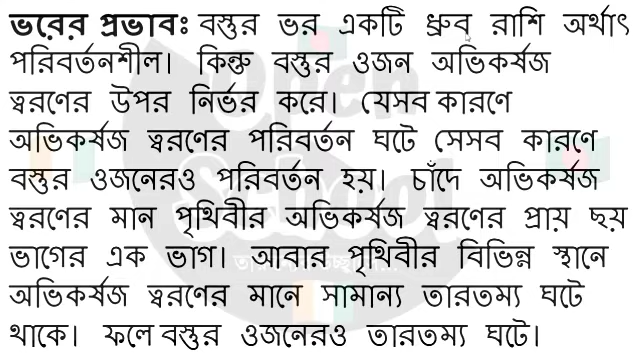 ভরের প্রভাবঃ বস্তুর ভর একটি ধ্রুব রাশি অর্থাৎ
পরিবর্তনশীল। কিন্তু বস্তুর ওজন অভিকর্ষজ
ত্বরণের উপর নির্ভর করে। যেসব কারণে
অভিকর্ষজ ত্বরণের পরিবর্তন ঘটে সেসব কারণে
বস্তুর ওজনেরও পরিবর্তন হয়। চাঁদে অভিকর্ষজ
ত্বরণের মান পৃথিবীর অভিকর্ষজ ত্বরণের প্রায় ছয়
ভাগের এক ভাগ। আবার পৃথিবীর বিভিন্ন স্থানে
অভিকর্ষজ ত্বরণের মানে সামান্য তারতম্য ঘটে
থাকে। ফলে বস্তুর ওজনেরও তারতম্য ঘটে।
Open
School